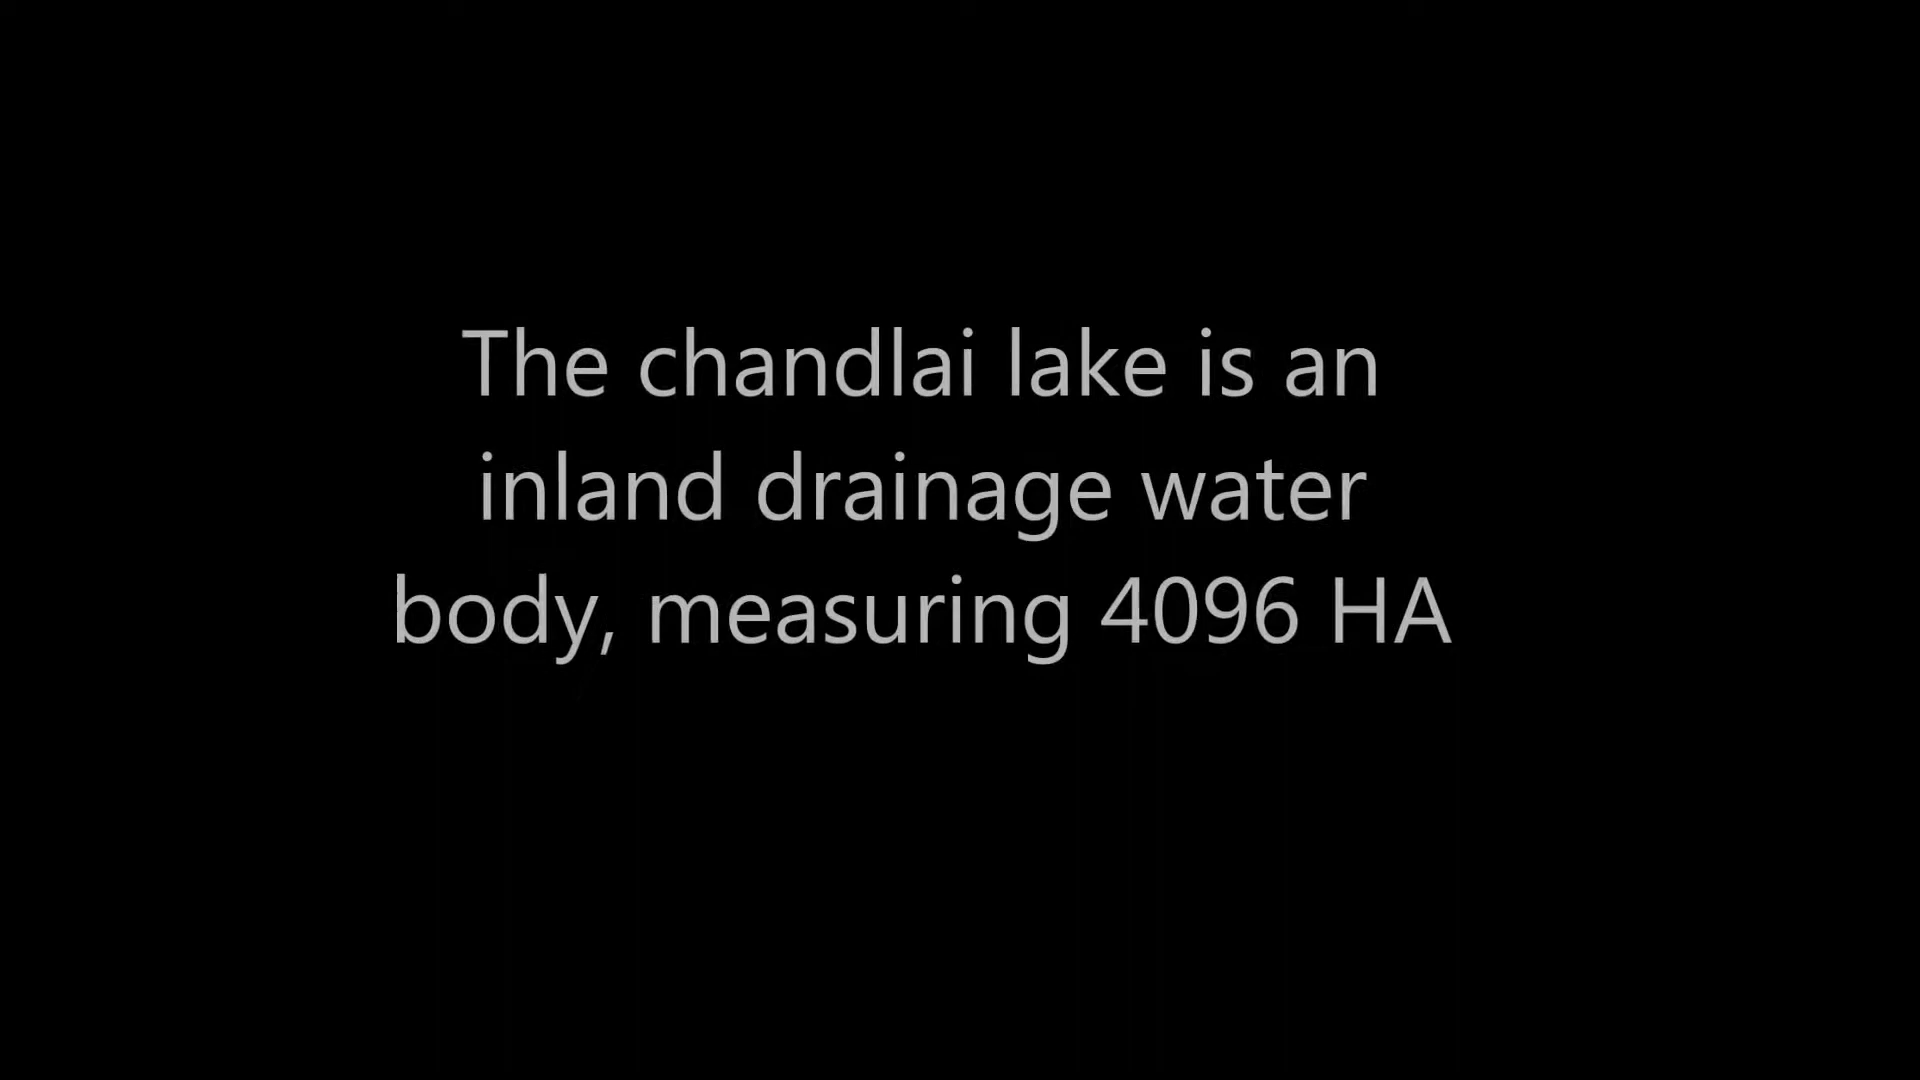 The chandlai lake is an
inland drainage water
body, measuring 4096 HA